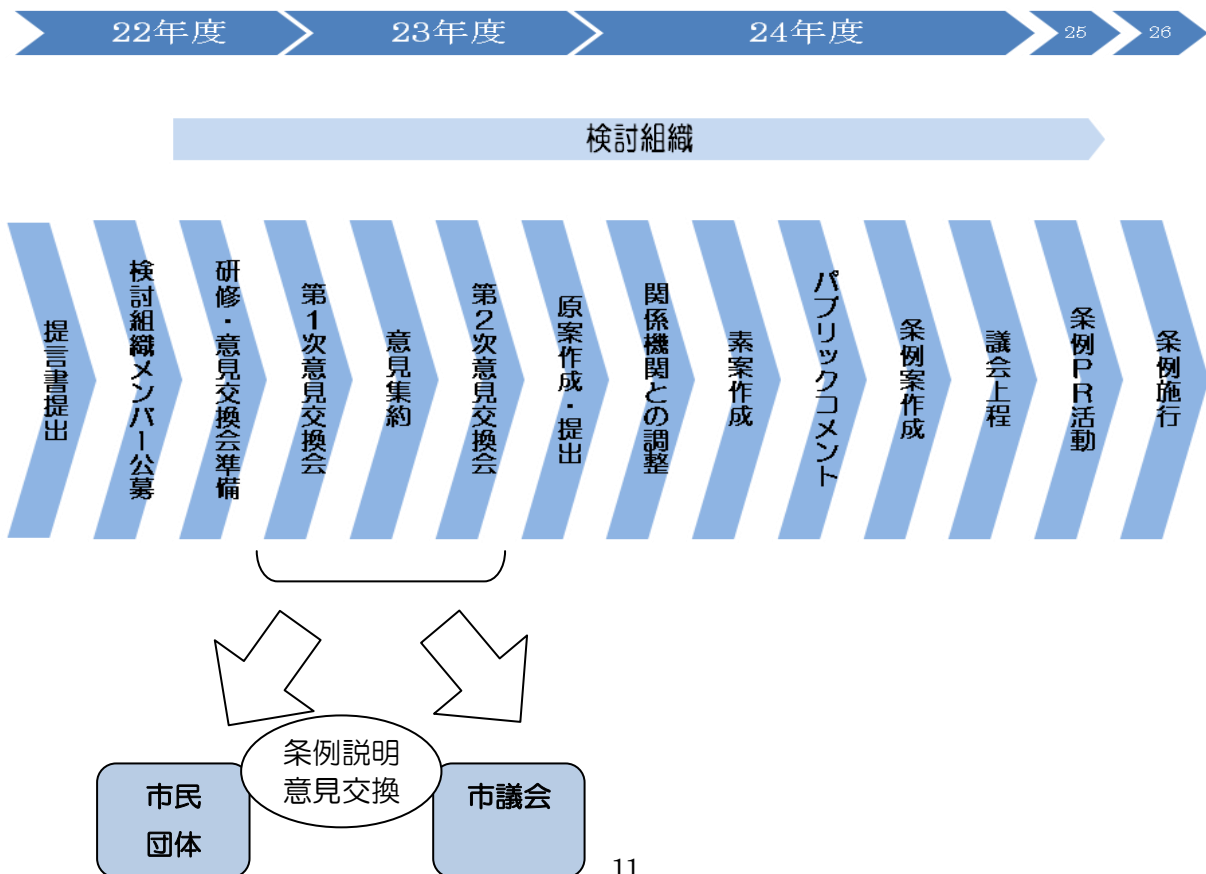 22年度
23年度
24年度
25
26
検討組織
提言書提出
検討組織メンバー公募
研修・意見交換会準備
第1次意見交換会
意見集約
第2次意見交換会
原案作成・提出
関係機関との調整
素案作成
パブリックコメント
条例案作成
議会上程
条例PR活動
条例施行
条例説明
意見交換
市民
団体
市議会
11